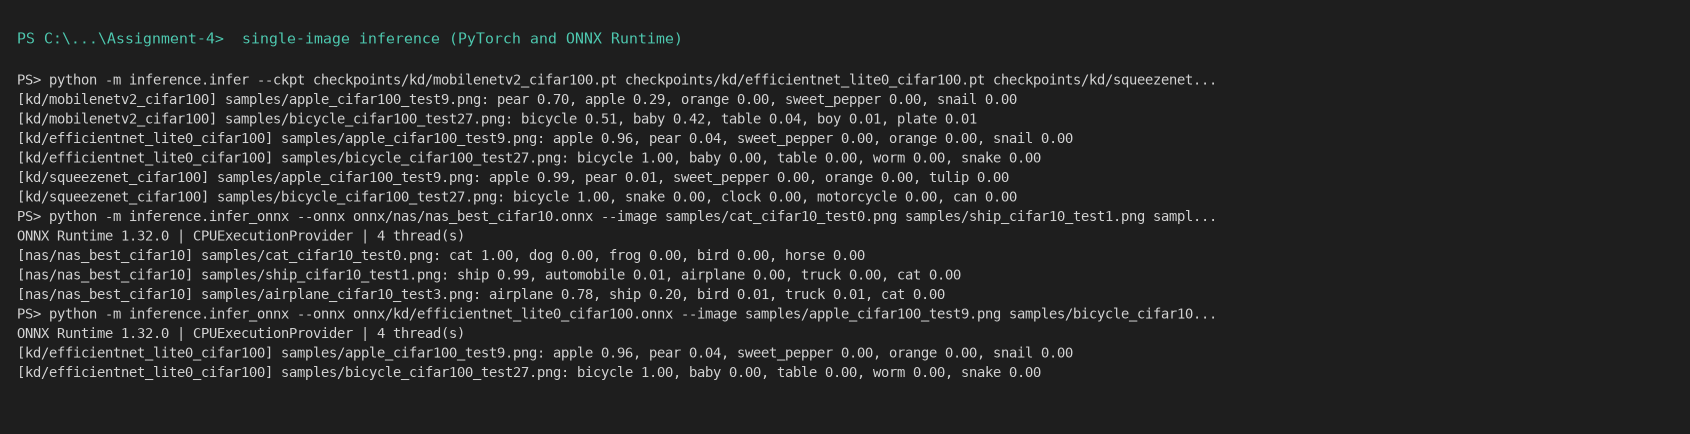 PS C:\...\Assignment-4>  single-image inference (PyTorch and ONNX Runtime)
PS> python -m inference.infer --ckpt checkpoints/kd/mobilenetv2_cifar100.pt checkpoints/kd/efficientnet_lite0_cifar100.pt checkpoints/kd/squeezenet...
[kd/mobilenetv2_cifar100] samples/apple_cifar100_test9.png: pear 0.70, apple 0.29, orange 0.00, sweet_pepper 0.00, snail 0.00
[kd/mobilenetv2_cifar100] samples/bicycle_cifar100_test27.png: bicycle 0.51, baby 0.42, table 0.04, boy 0.01, plate 0.01
[kd/efficientnet_lite0_cifar100] samples/apple_cifar100_test9.png: apple 0.96, pear 0.04, sweet_pepper 0.00, orange 0.00, snail 0.00
[kd/efficientnet_lite0_cifar100] samples/bicycle_cifar100_test27.png: bicycle 1.00, baby 0.00, table 0.00, worm 0.00, snake 0.00
[kd/squeezenet_cifar100] samples/apple_cifar100_test9.png: apple 0.99, pear 0.01, sweet_pepper 0.00, orange 0.00, tulip 0.00
[kd/squeezenet_cifar100] samples/bicycle_cifar100_test27.png: bicycle 1.00, snake 0.00, clock 0.00, motorcycle 0.00, can 0.00
PS> python -m inference.infer_onnx --onnx onnx/nas/nas_best_cifar10.onnx --image samples/cat_cifar10_test0.png samples/ship_cifar10_test1.png sampl...
ONNX Runtime 1.32.0 | CPUExecutionProvider | 4 thread(s)
[nas/nas_best_cifar10] samples/cat_cifar10_test0.png: cat 1.00, dog 0.00, frog 0.00, bird 0.00, horse 0.00
[nas/nas_best_cifar10] samples/ship_cifar10_test1.png: ship 0.99, automobile 0.01, airplane 0.00, truck 0.00, cat 0.00
[nas/nas_best_cifar10] samples/airplane_cifar10_test3.png: airplane 0.78, ship 0.20, bird 0.01, truck 0.01, cat 0.00
PS> python -m inference.infer_onnx --onnx onnx/kd/efficientnet_lite0_cifar100.onnx --image samples/apple_cifar100_test9.png samples/bicycle_cifar10...
ONNX Runtime 1.32.0 | CPUExecutionProvider | 4 thread(s)
[kd/efficientnet_lite0_cifar100] samples/apple_cifar100_test9.png: apple 0.96, pear 0.04, sweet_pepper 0.00, orange 0.00, snail 0.00
[kd/efficientnet_lite0_cifar100] samples/bicycle_cifar100_test27.png: bicycle 1.00, baby 0.00, table 0.00, worm 0.00, snake 0.00